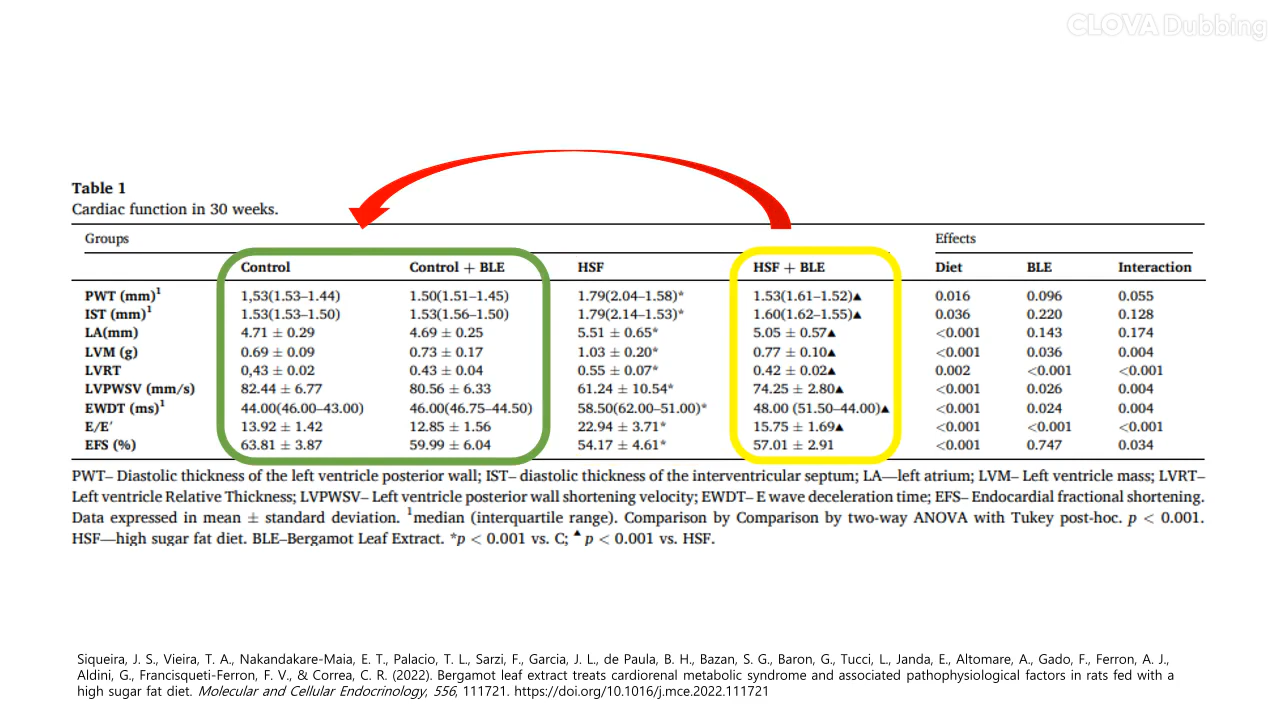 CLOVA Dubbing
Table 1
Cardiac function in 30 weeks.
Groups Effects
Control Control + BLE HSF HSF + BLE Diet BLE Interaction
PWT (mm)¹ 1,53(1.53–1.44) 1.50(1.51–1.45) 1.79(2.04–1.58)* 1.53(1.61–1.52)▲ 0.016 0.096 0.055
IST (mm)¹ 1.53(1.53–1.50) 1.53(1.56–1.50) 1.79(2.14–1.53)* 1.60(1.62–1.55)▲ 0.036 0.220 0.128
LA(mm) 4.71 ± 0.29 4.69 ± 0.25 5.51 ± 0.65* 5.05 ± 0.57▲ <0.001 0.143 0.174
LVM (g) 0.69 ± 0.09 0.73 ± 0.17 1.03 ± 0.20* 0.77 ± 0.10▲ <0.001 0.036 0.004
LVRT 0,43 ± 0.02 0.43 ± 0.04 0.55 ± 0.07* 0.42 ± 0.02▲ 0.002 <0.001 <0.001
LVPWSV (mm/s) 82.44 ± 6.77 80.56 ± 6.33 61.24 ± 10.54* 74.25 ± 2.80▲ <0.001 0.026 0.004
EWDT (ms)¹ 44.00(46.00–43.00) 46.00(46.75–44.50) 58.50(62.00–51.00)* 48.00 (51.50–44.00)▲ <0.001 0.024 0.004
E/E′ 13.92 ± 1.42 12.85 ± 1.56 22.94 ± 3.71* 15.75 ± 1.69▲ <0.001 <0.001 <0.001
EFS (%) 63.81 ± 3.87 59.99 ± 6.04 54.17 ± 4.61* 57.01 ± 2.91 <0.001 0.747 0.034
PWT– Diastolic thickness of the left ventricle posterior wall; IST– diastolic thickness of the interventricular septum; LA—left atrium; LVM– Left ventricle mass; LVRT–
Left ventricle Relative Thickness; LVPWSV– Left ventricle posterior wall shortening velocity; EWDT– E wave deceleration time; EFS– Endocardial fractional shortening.
Data expressed in mean ± standard deviation. ¹median (interquartile range). Comparison by Comparison by two-way ANOVA with Tukey post-hoc. p < 0.001.
HSF—high sugar fat diet. BLE–Bergamot Leaf Extract. *p < 0.001 vs. C; ▲ p < 0.001 vs. HSF.
Siqueira, J. S., Vieira, T. A., Nakandakare-Maia, E. T., Palacio, T. L., Sarzi, F., Garcia, J. L., de Paula, B. H., Bazan, S. G., Baron, G., Tucci, L., Janda, E., Altomare, A., Gado, F., Ferron, A. J.,
Aldini, G., Francisqueti-Ferron, F. V., & Correa, C. R. (2022). Bergamot leaf extract treats cardiorenal metabolic syndrome and associated pathophysiological factors in rats fed with a
high sugar fat diet. Molecular and Cellular Endocrinology, 556, 111721. https://doi.org/10.1016/j.mce.2022.111721